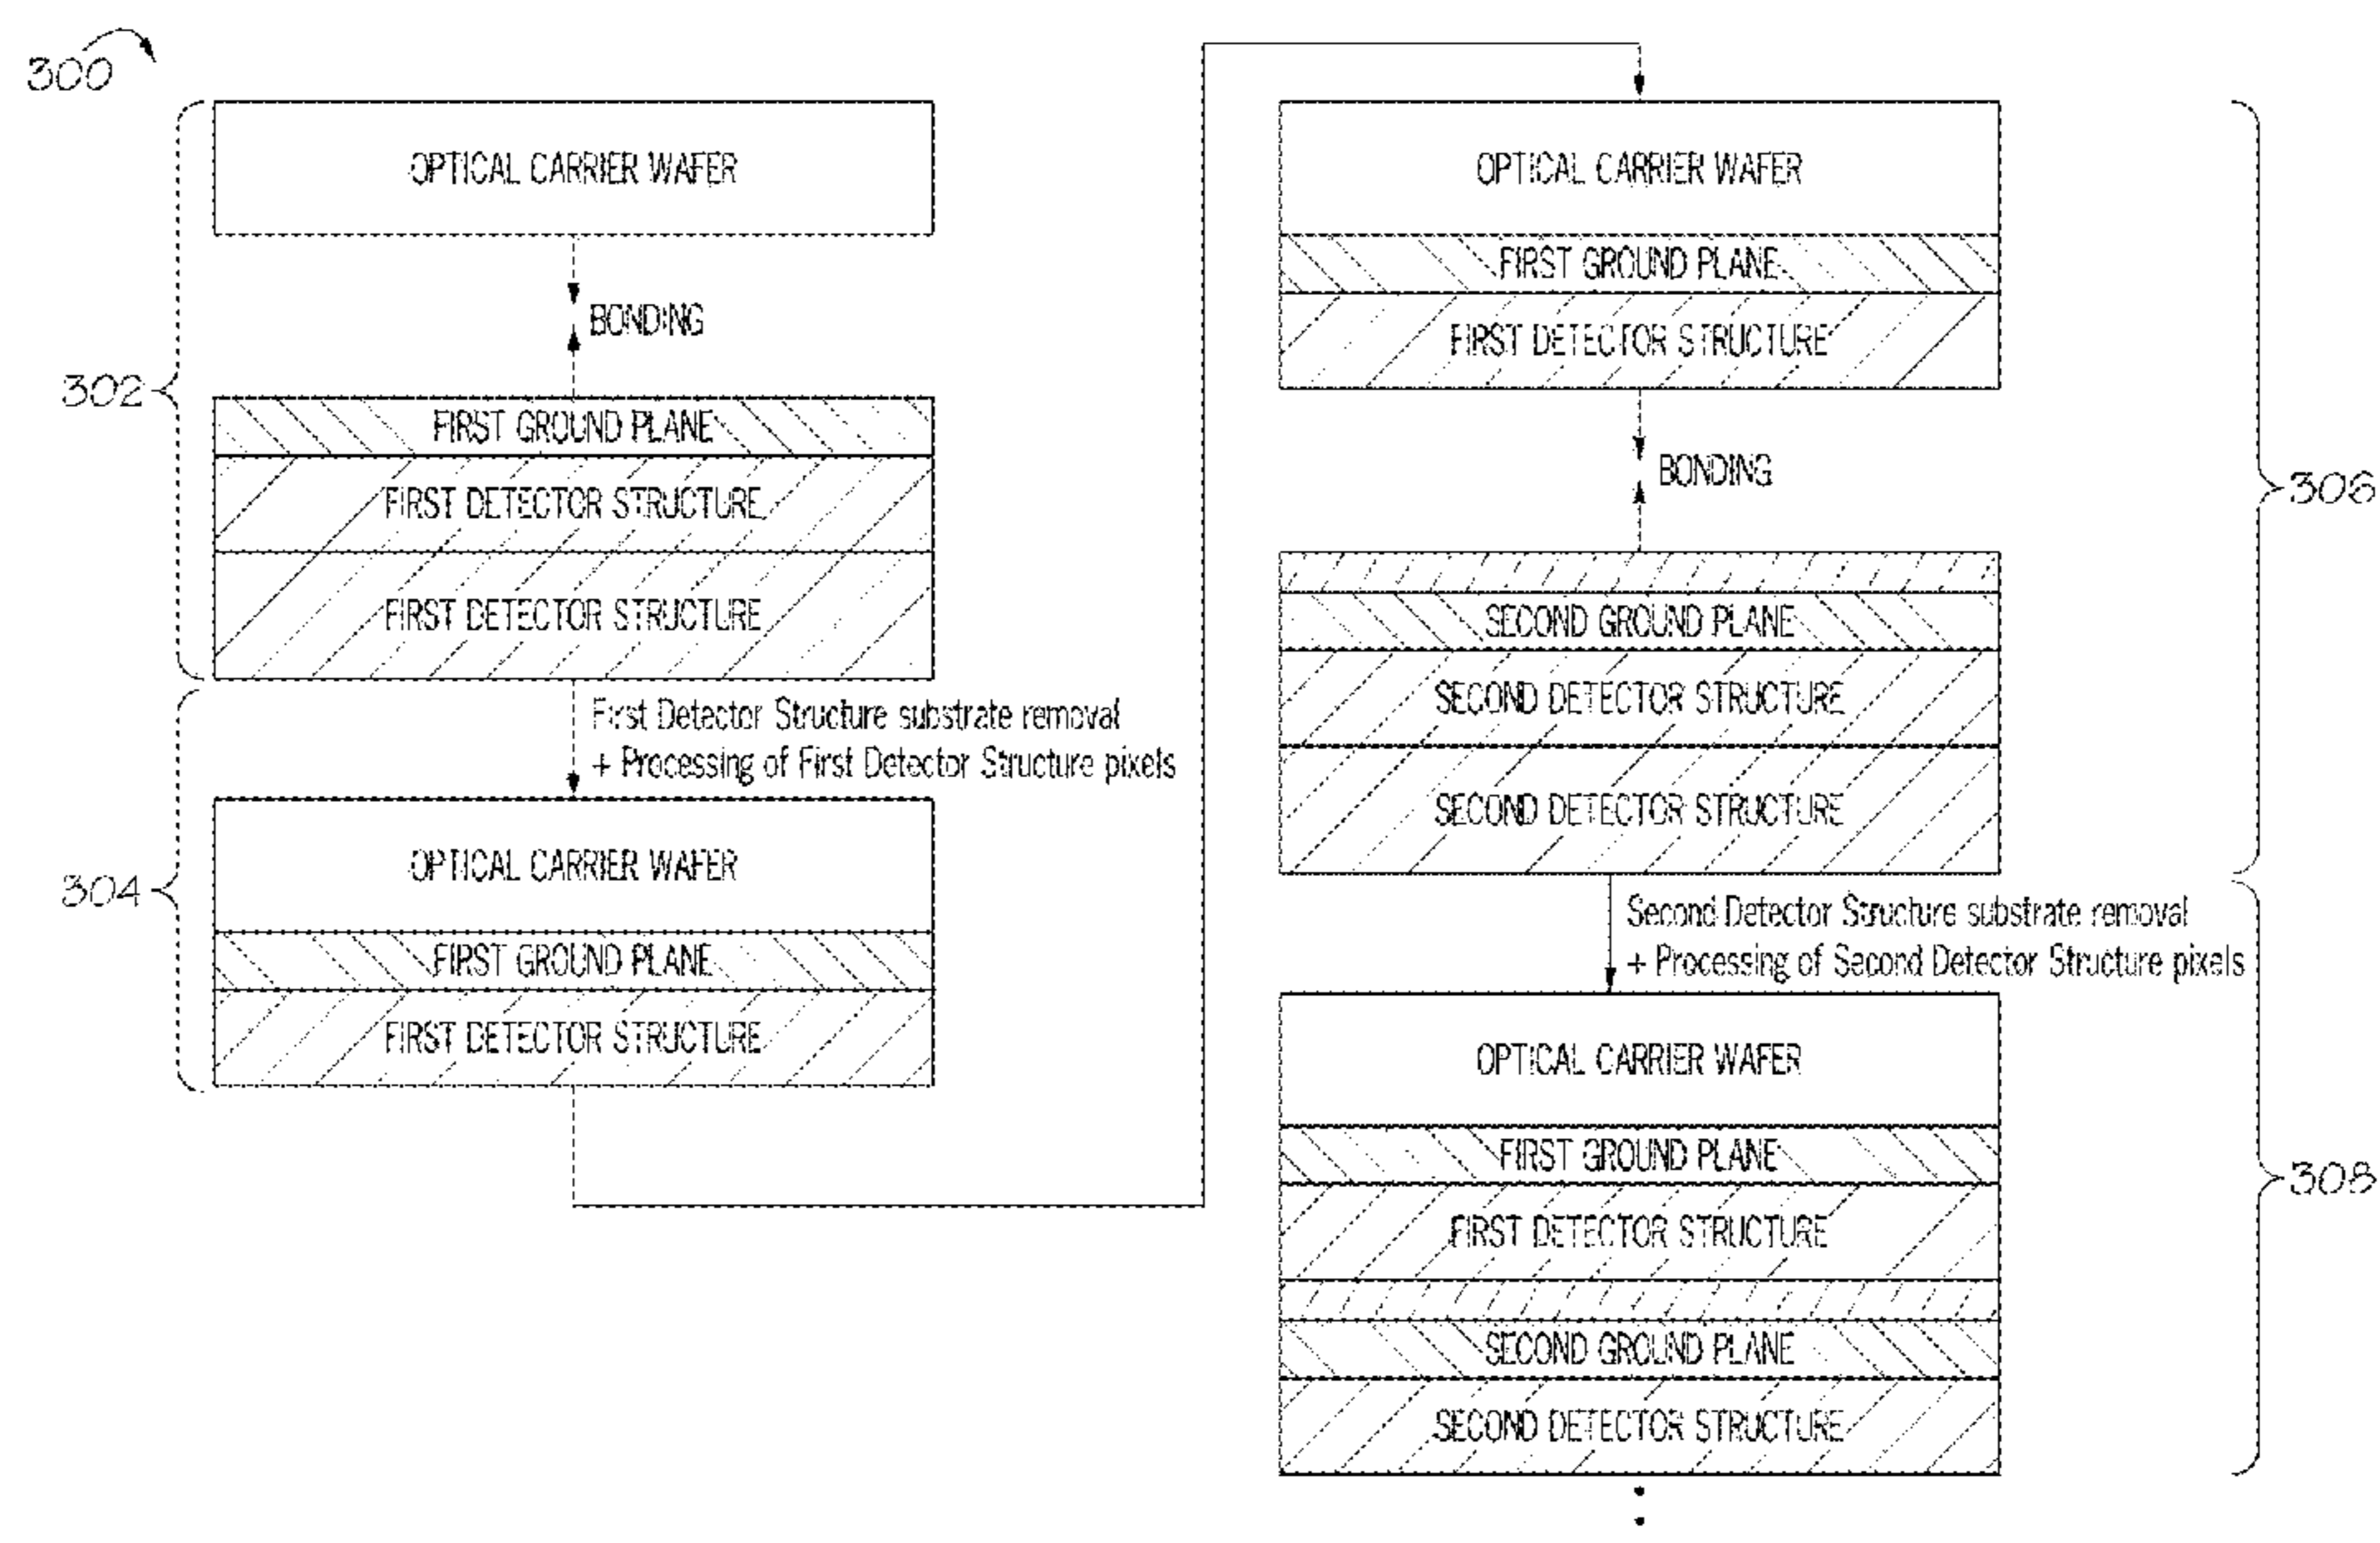 300
302
OPTICAL CARRIER WAFER
BONDING
FIRST GROUND PLANE
FIRST DETECTOR STRUCTURE
FIRST DETECTOR STRUCTURE
First Detector Structure substrate removal
+ Processing of First Detector Structure pixels
304
OPTICAL CARRIER WAFER
FIRST GROUND PLANE
FIRST DETECTOR STRUCTURE
OPTICAL CARRIER WAFER
FIRST GROUND PLANE
FIRST DETECTOR STRUCTURE
BONDING
306
SECOND GROUND PLANE
SECOND DETECTOR STRUCTURE
SECOND DETECTOR STRUCTURE
Second Detector Structure substrate removal
+ Processing of Second Detector Structure pixels
OPTICAL CARRIER WAFER
FIRST GROUND PLANE
308
FIRST DETECTOR STRUCTURE
SECOND GROUND PLANE
SECOND DETECTOR STRUCTURE